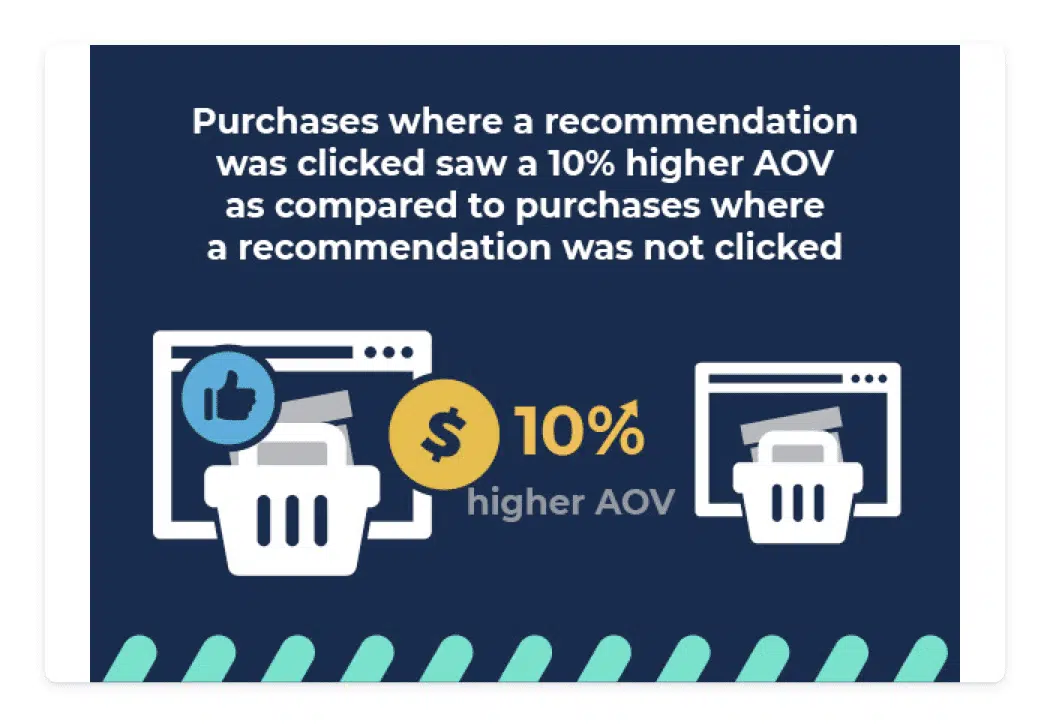 Purchases where a recommendation
was clicked saw a 10% higher AOV
as compared to purchases where
a recommendation was not clicked
$
10%
higher AOV